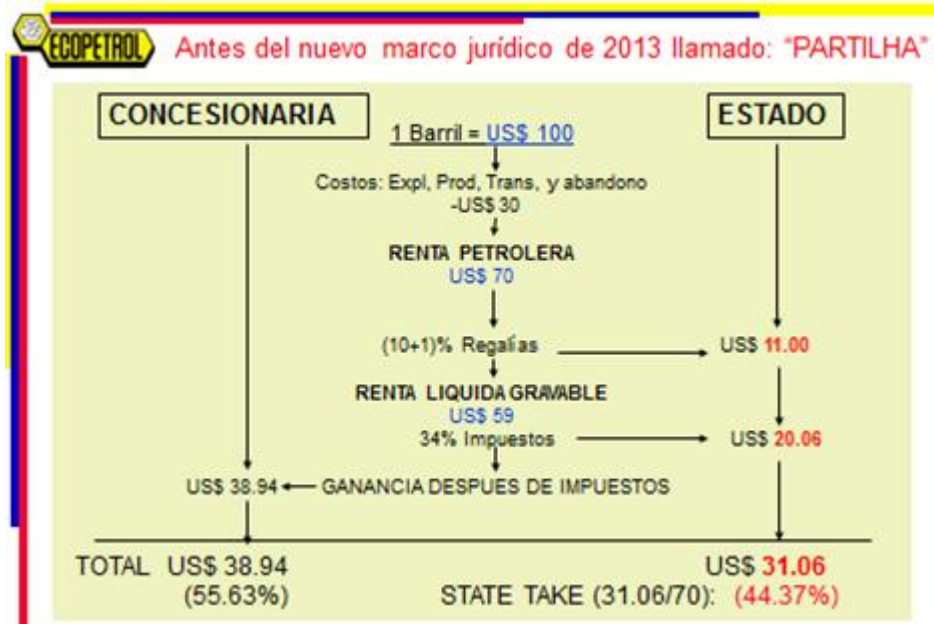 ECOPETROL
Antes del nuevo marco jurídico de 2013 llamado: “PARTILHA”
CONCESIONARIA
ESTADO
1 Barril = US$ 100
Costos: Expl, Prod, Trans, y abandono
-US$ 30
RENTA PETROLERA
US$ 70
(10+1)% Regalías
US$ 11.00
RENTA LIQUIDA GRAVABLE
US$ 59
34% Impuestos
US$ 20.06
US$ 38.94
GANANCIA DESPUES DE IMPUESTOS
TOTAL US$ 38.94
US$ 31.06
(55.63%)
STATE TAKE (31.06/70): (44.37%)